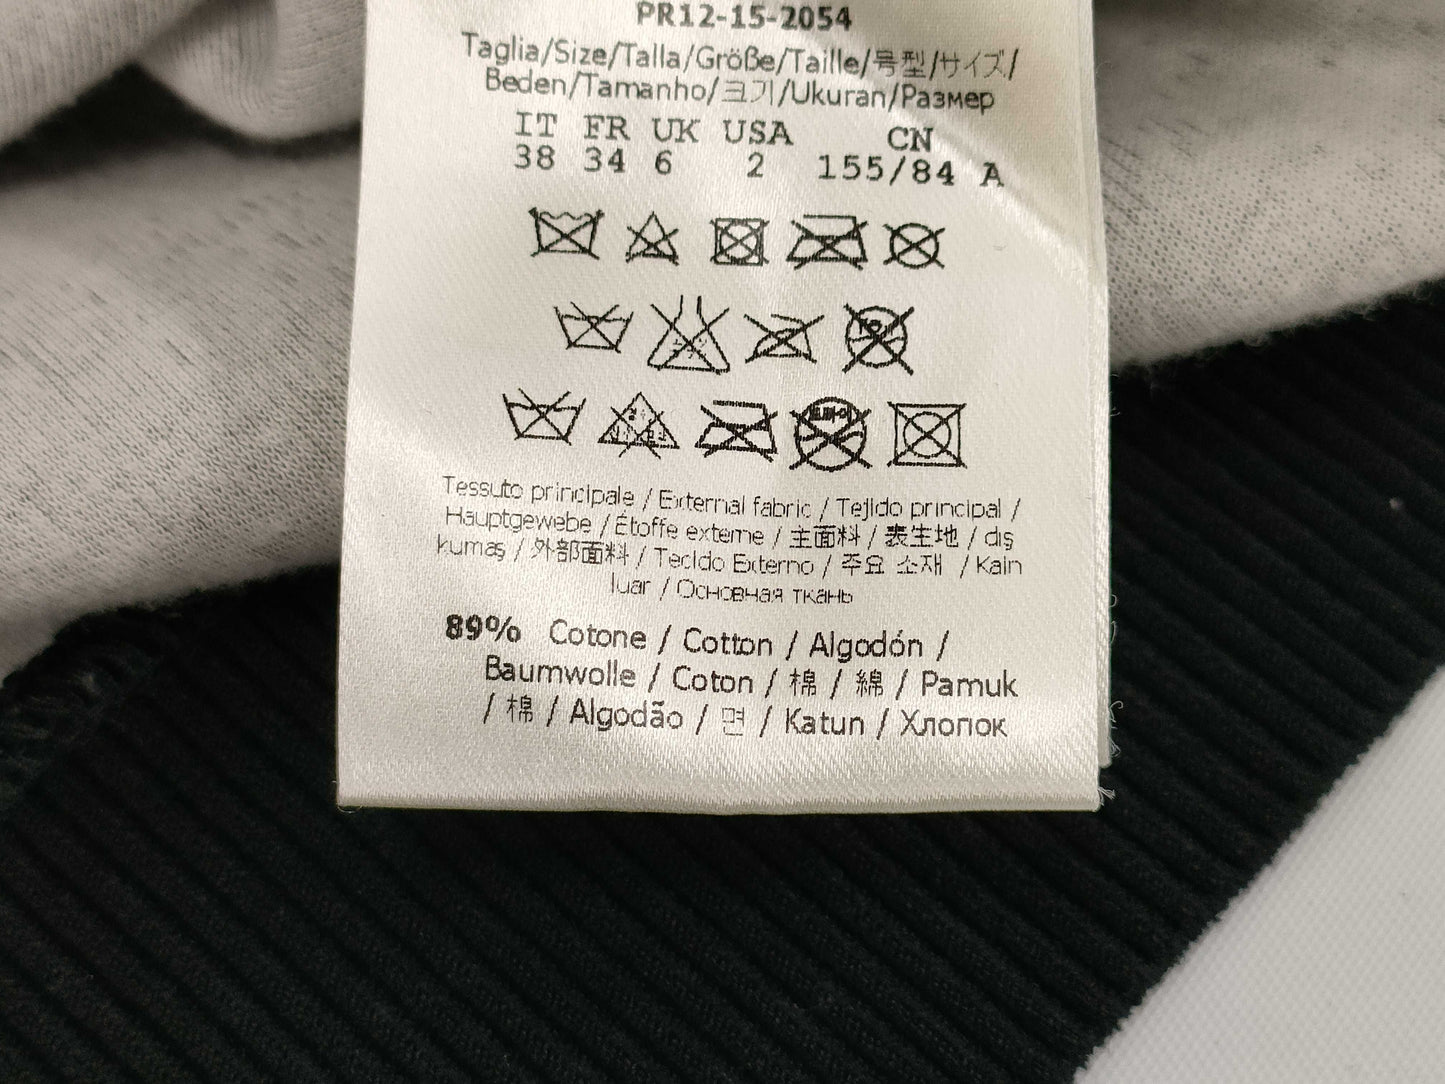 PR12-15-2054
Taglia/Size/Talla/Größe/Taille/号型/サイズ/
Beden/Tamanho/크기/Ukuran/Размер
IT FR UK USA CN
38 34 6 2 155/84 A
Tessuto principale / External fabric / Tejido principal /
Hauptgewebe / Étoffe externe / 主面料 / 表生地 / dış
kumaş / 外部面料 / Tecido Externo / 주요 소재 / Kain
luar / Основная ткань
89% Cotone / Cotton / Algodón /
Baumwolle / Coton / 棉 / 綿 / Pamuk
/ 棉 / Algodão / 면 / Katun / Хлопок